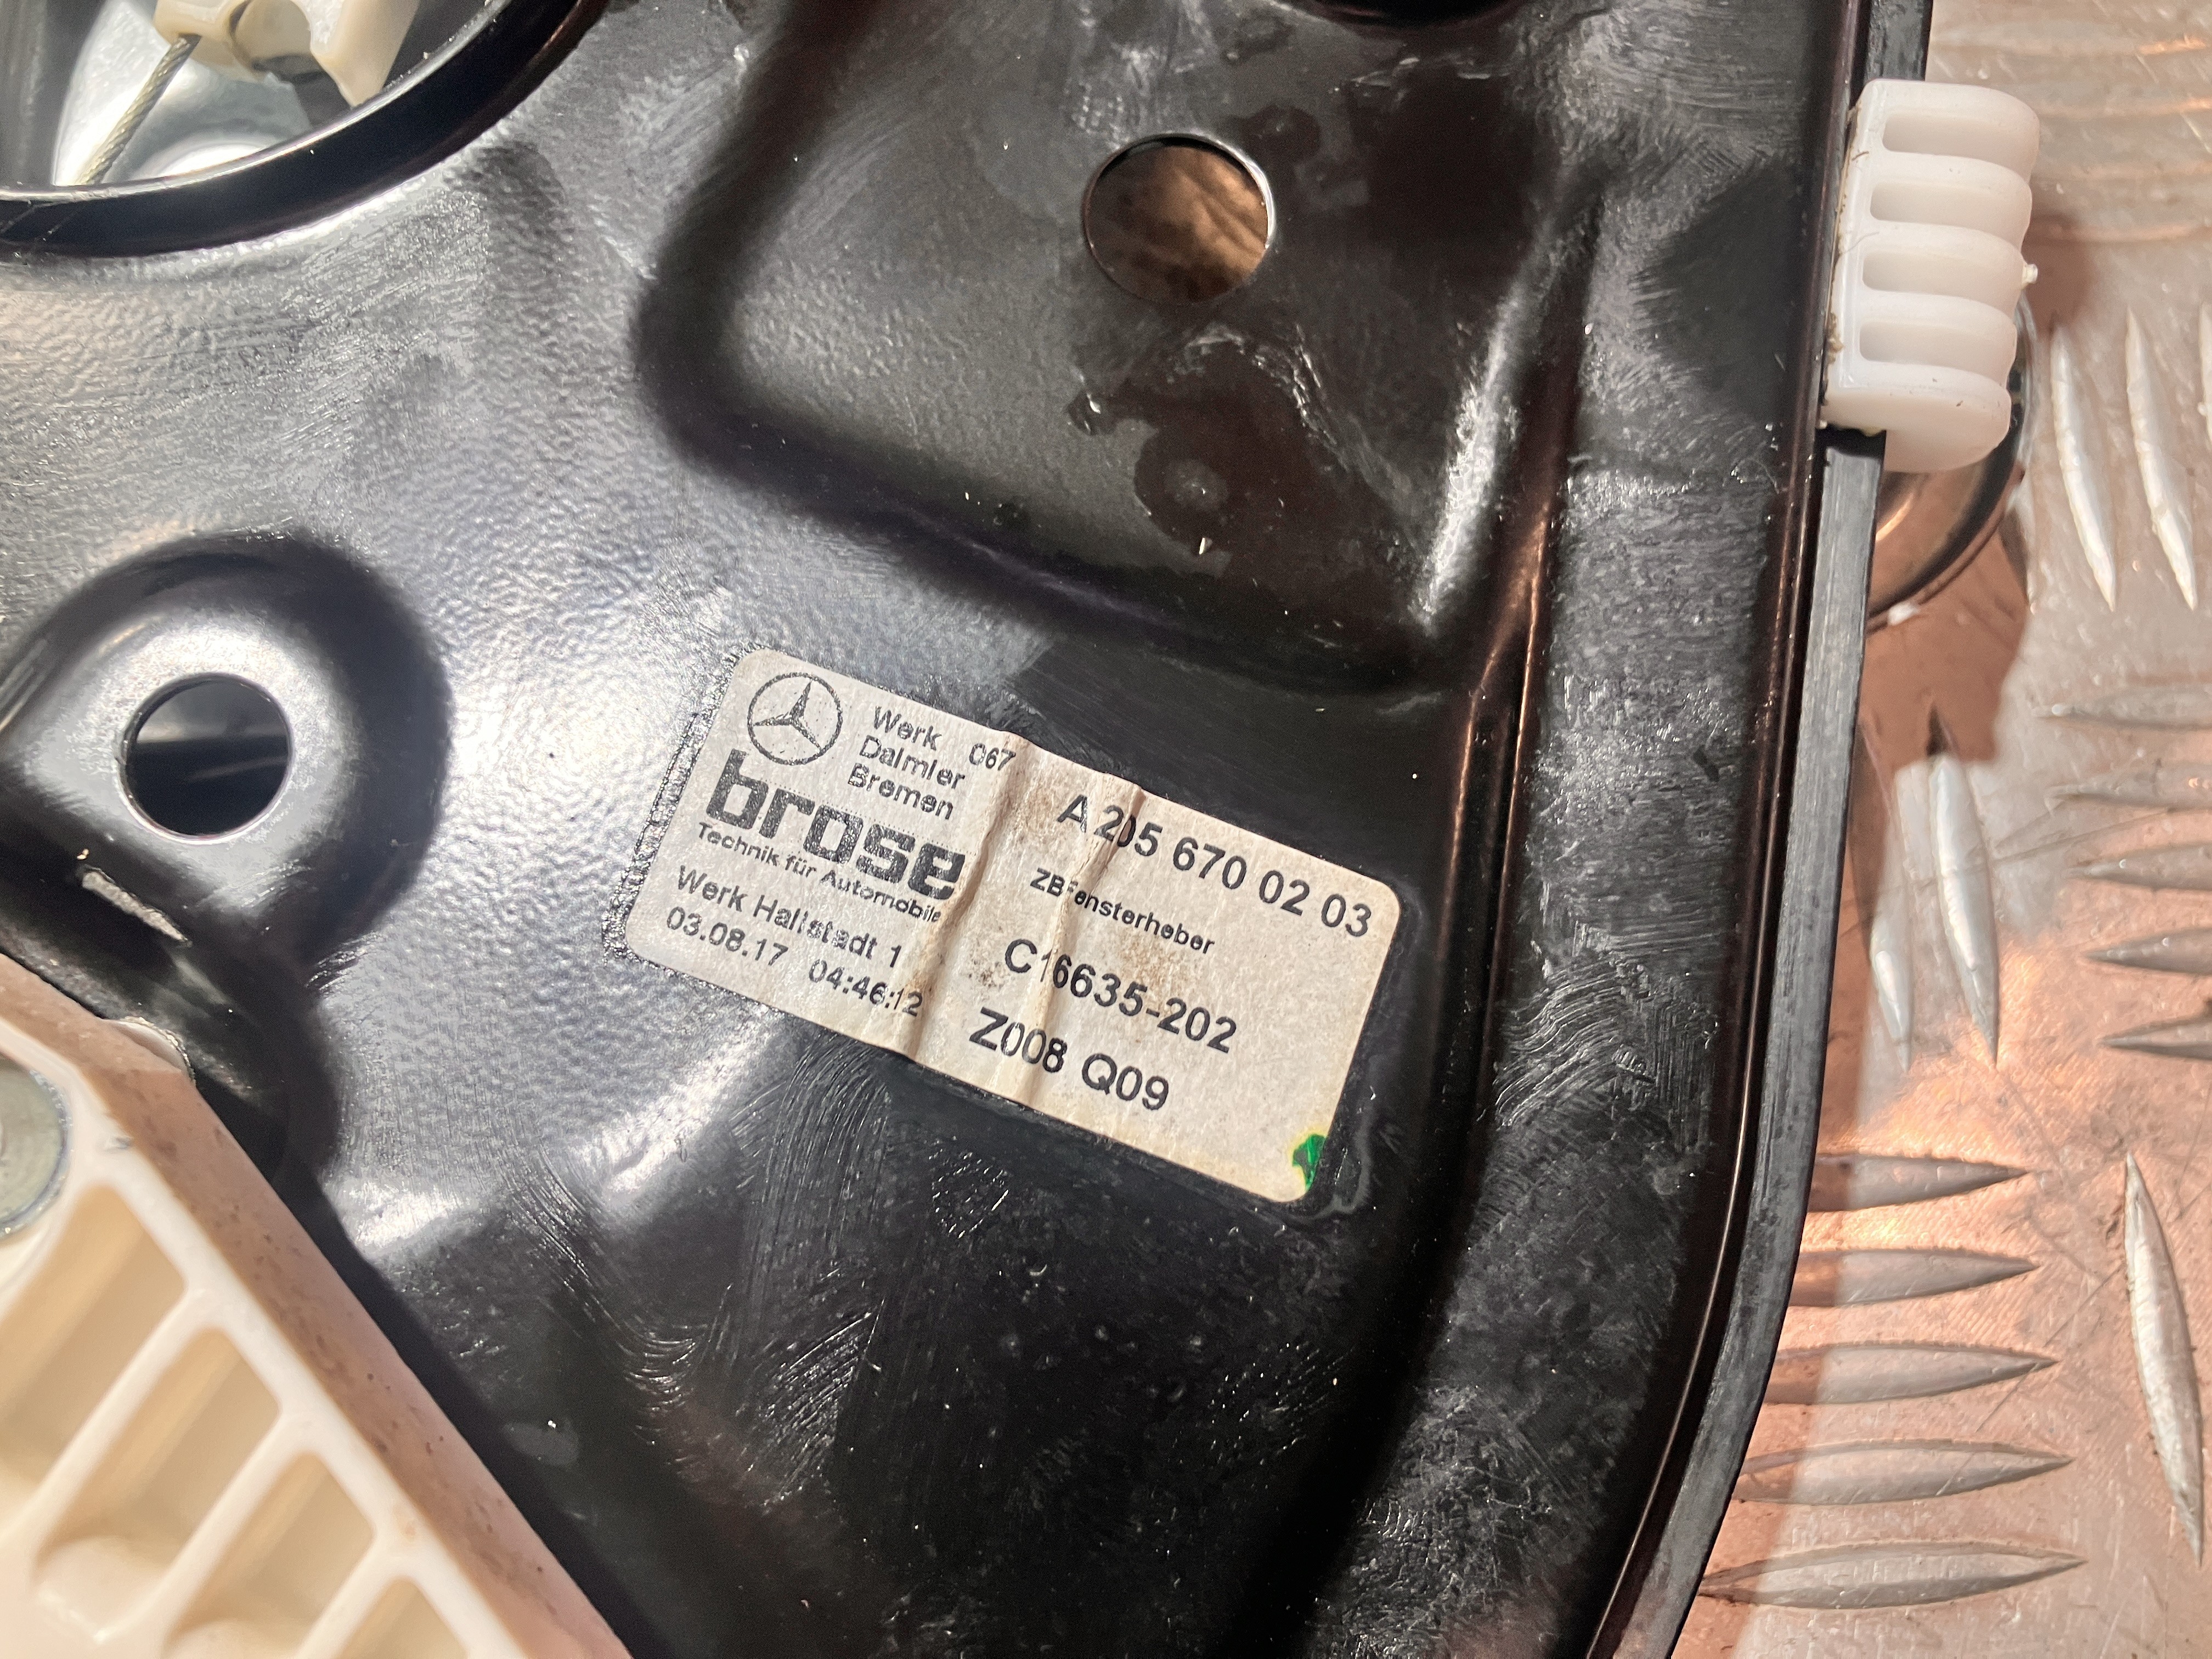 Werk 067
Daimler
Bremen
brose
Technik für Automobile
Werk Hallstadt 1
03.08.17 04:46:12
A 205 670 02 03
ZBFensterheber
C16635-202
Z008 Q09